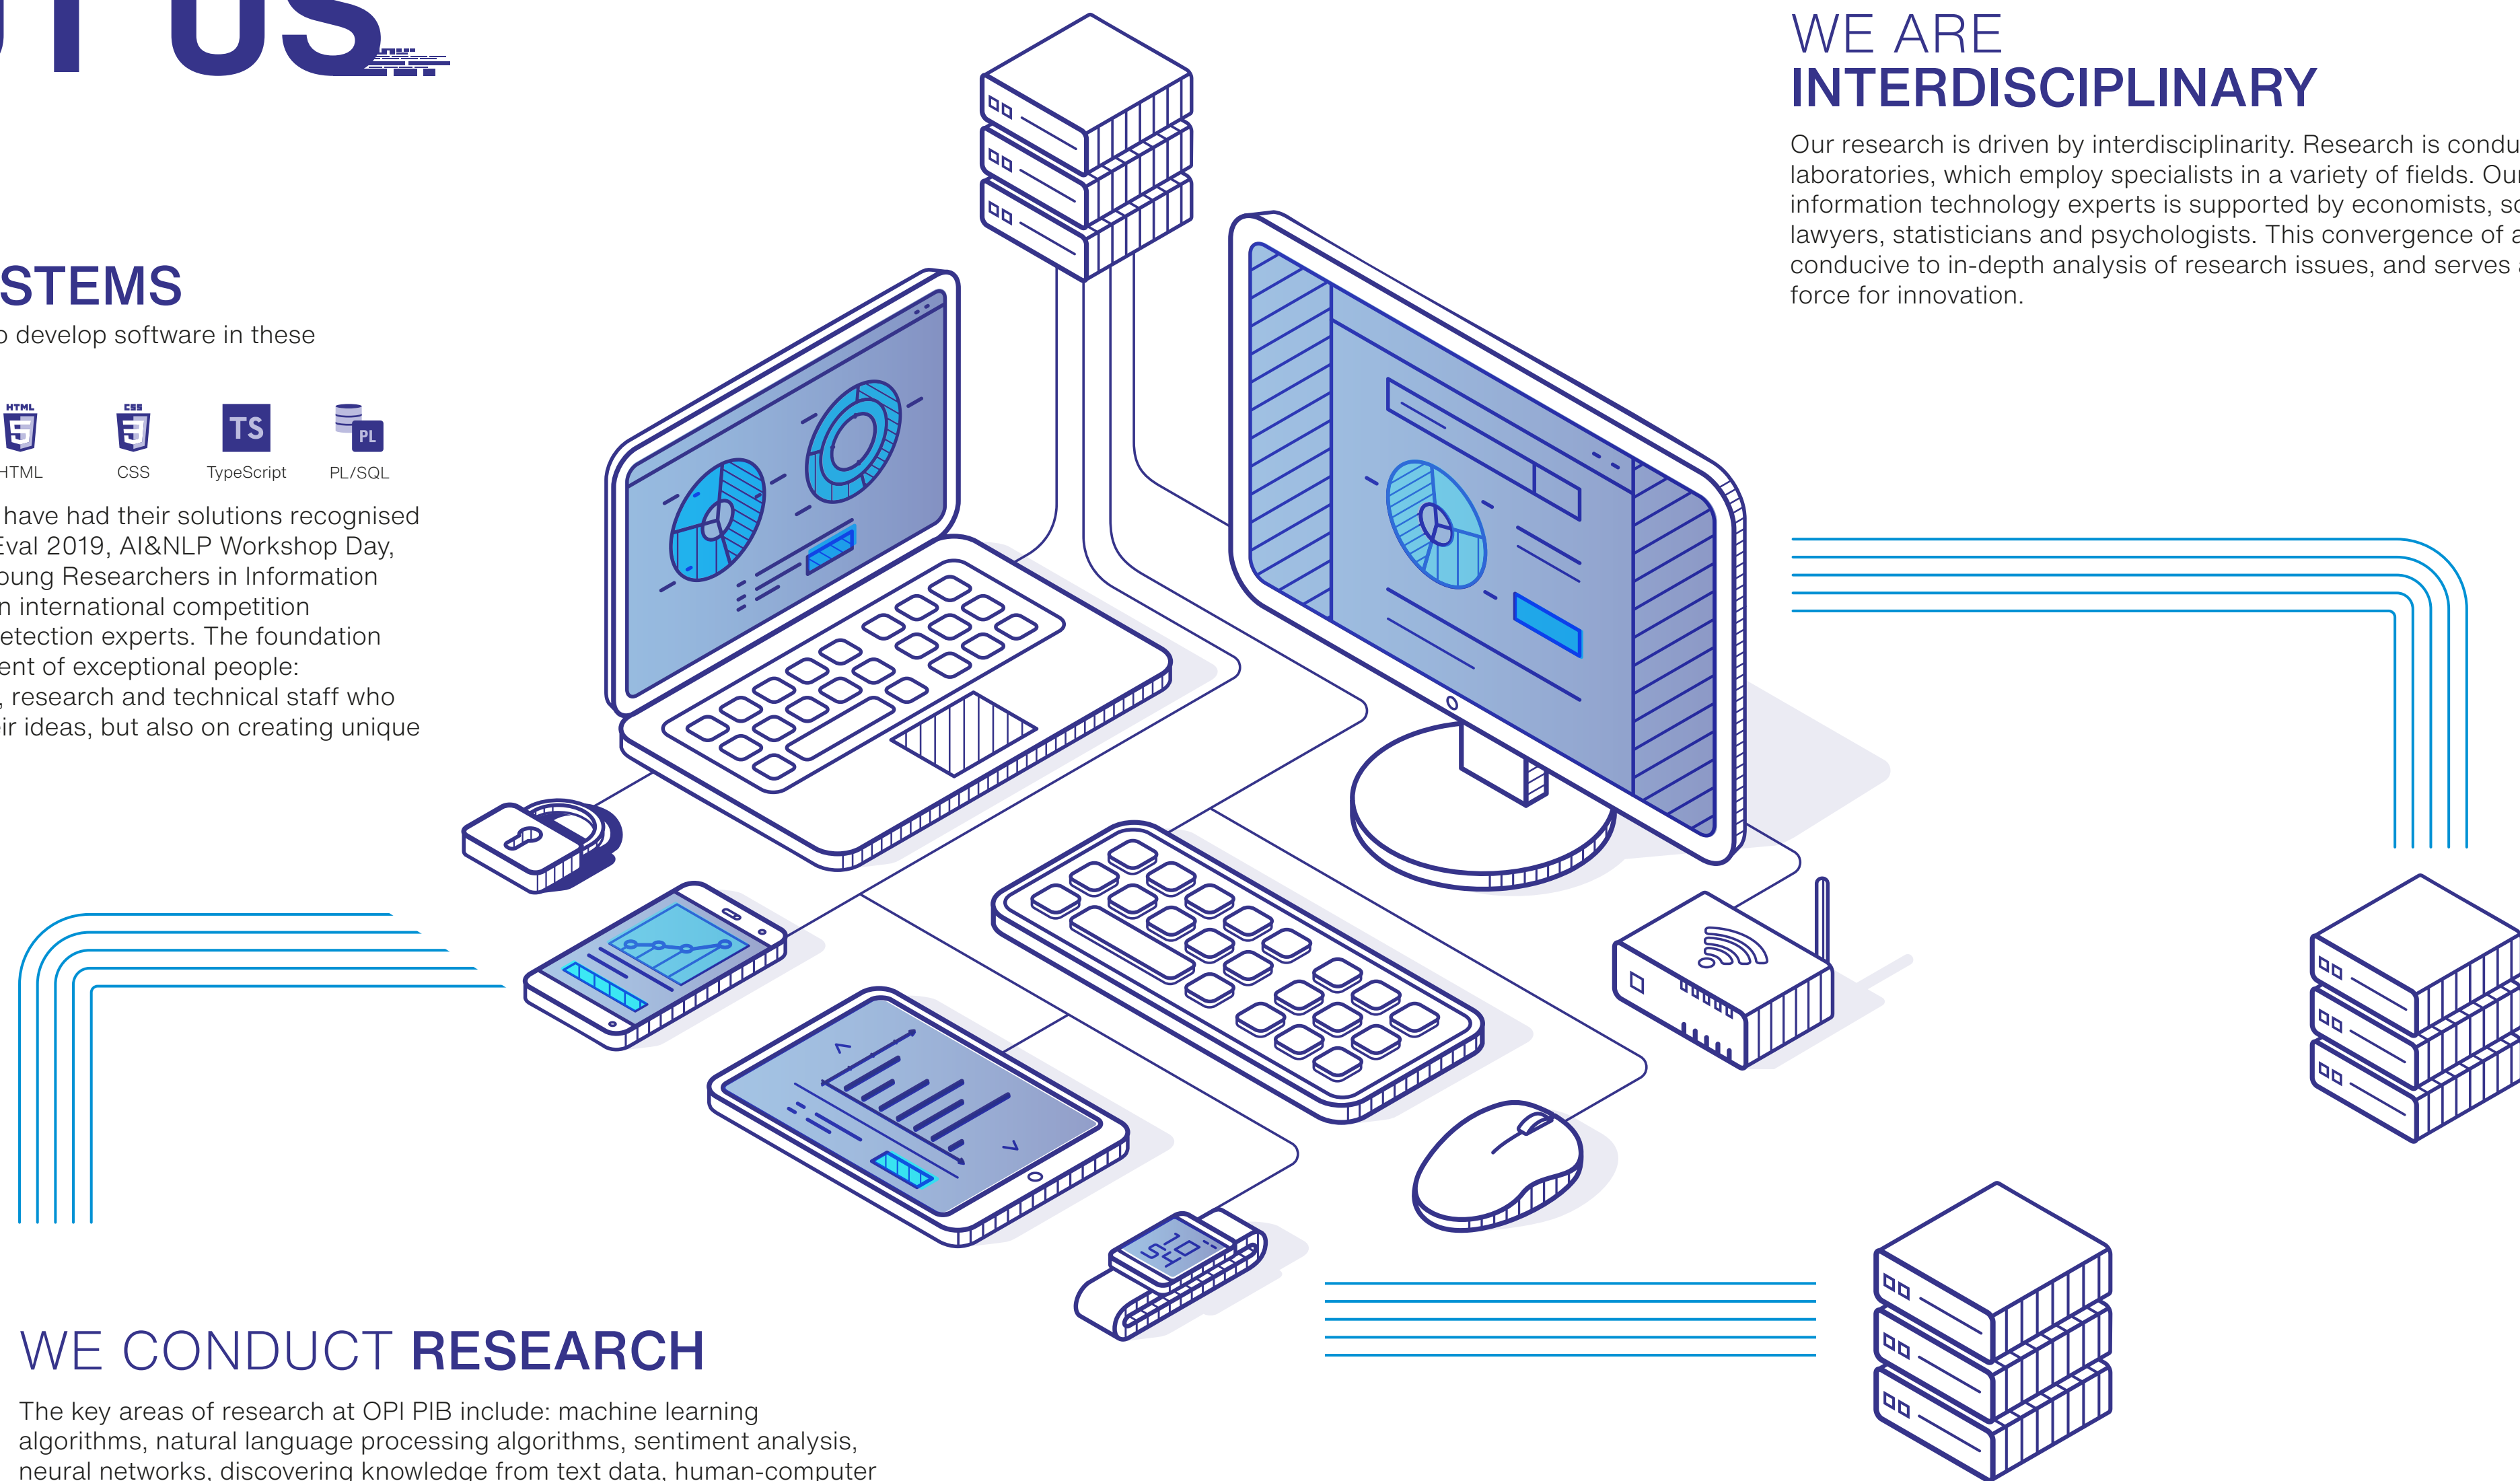 US
STEMS
develop software in these
HTML
CSS
TS
PL
HTML
CSS
TypeScript
PL/SQL
have had their solutions recognised
Eval 2019, AI&NLP Workshop Day,
oung Researchers in Information
n international competition
etection experts. The foundation
ent of exceptional people:
, research and technical staff who
eir ideas, but also on creating unique
WE ARE
INTERDISCIPLINARY
Our research is driven by interdisciplinarity. Research is condu
laboratories, which employ specialists in a variety of fields. Our
information technology experts is supported by economists, so
lawyers, statisticians and psychologists. This convergence of a
conducive to in-depth analysis of research issues, and serves a
force for innovation.
10
54
WE CONDUCT RESEARCH
The key areas of research at OPI PIB include: machine learning
algorithms, natural language processing algorithms, sentiment analysis,
neural networks, discovering knowledge from text data, human-computer